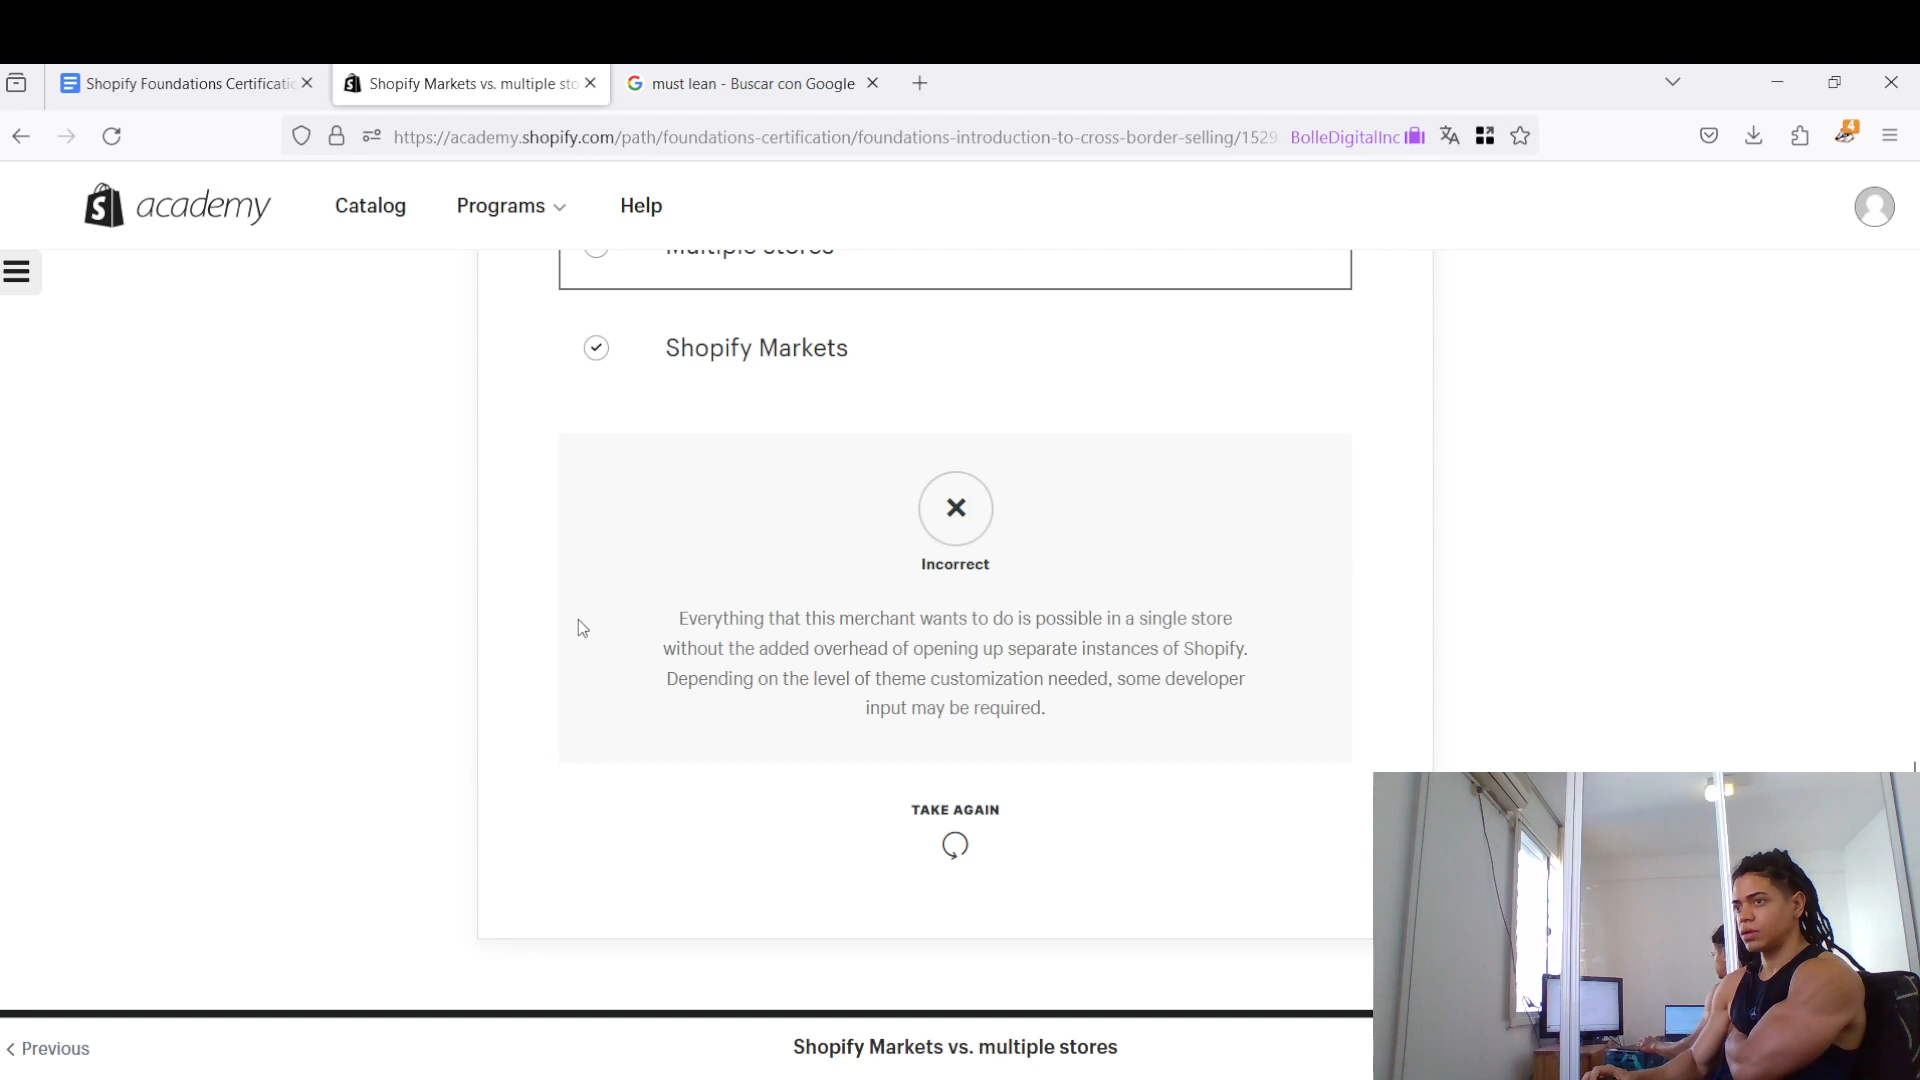 Shopify Foundations Certificatic
Shopify Markets vs. multiple sto
must lean - Buscar con Google
https://academy.shopify.com/path/foundations-certification/foundations-introduction-to-cross-border-selling/1529
BolleDigitalInc
4
academy
Catalog
Programs
Help
Multiple Stores
Shopify Markets
Incorrect
Everything that this merchant wants to do is possible in a single store
without the added overhead of opening up separate instances of Shopify.
Depending on the level of theme customization needed, some developer
input may be required.
TAKE AGAIN
Previous
Shopify Markets vs. multiple stores